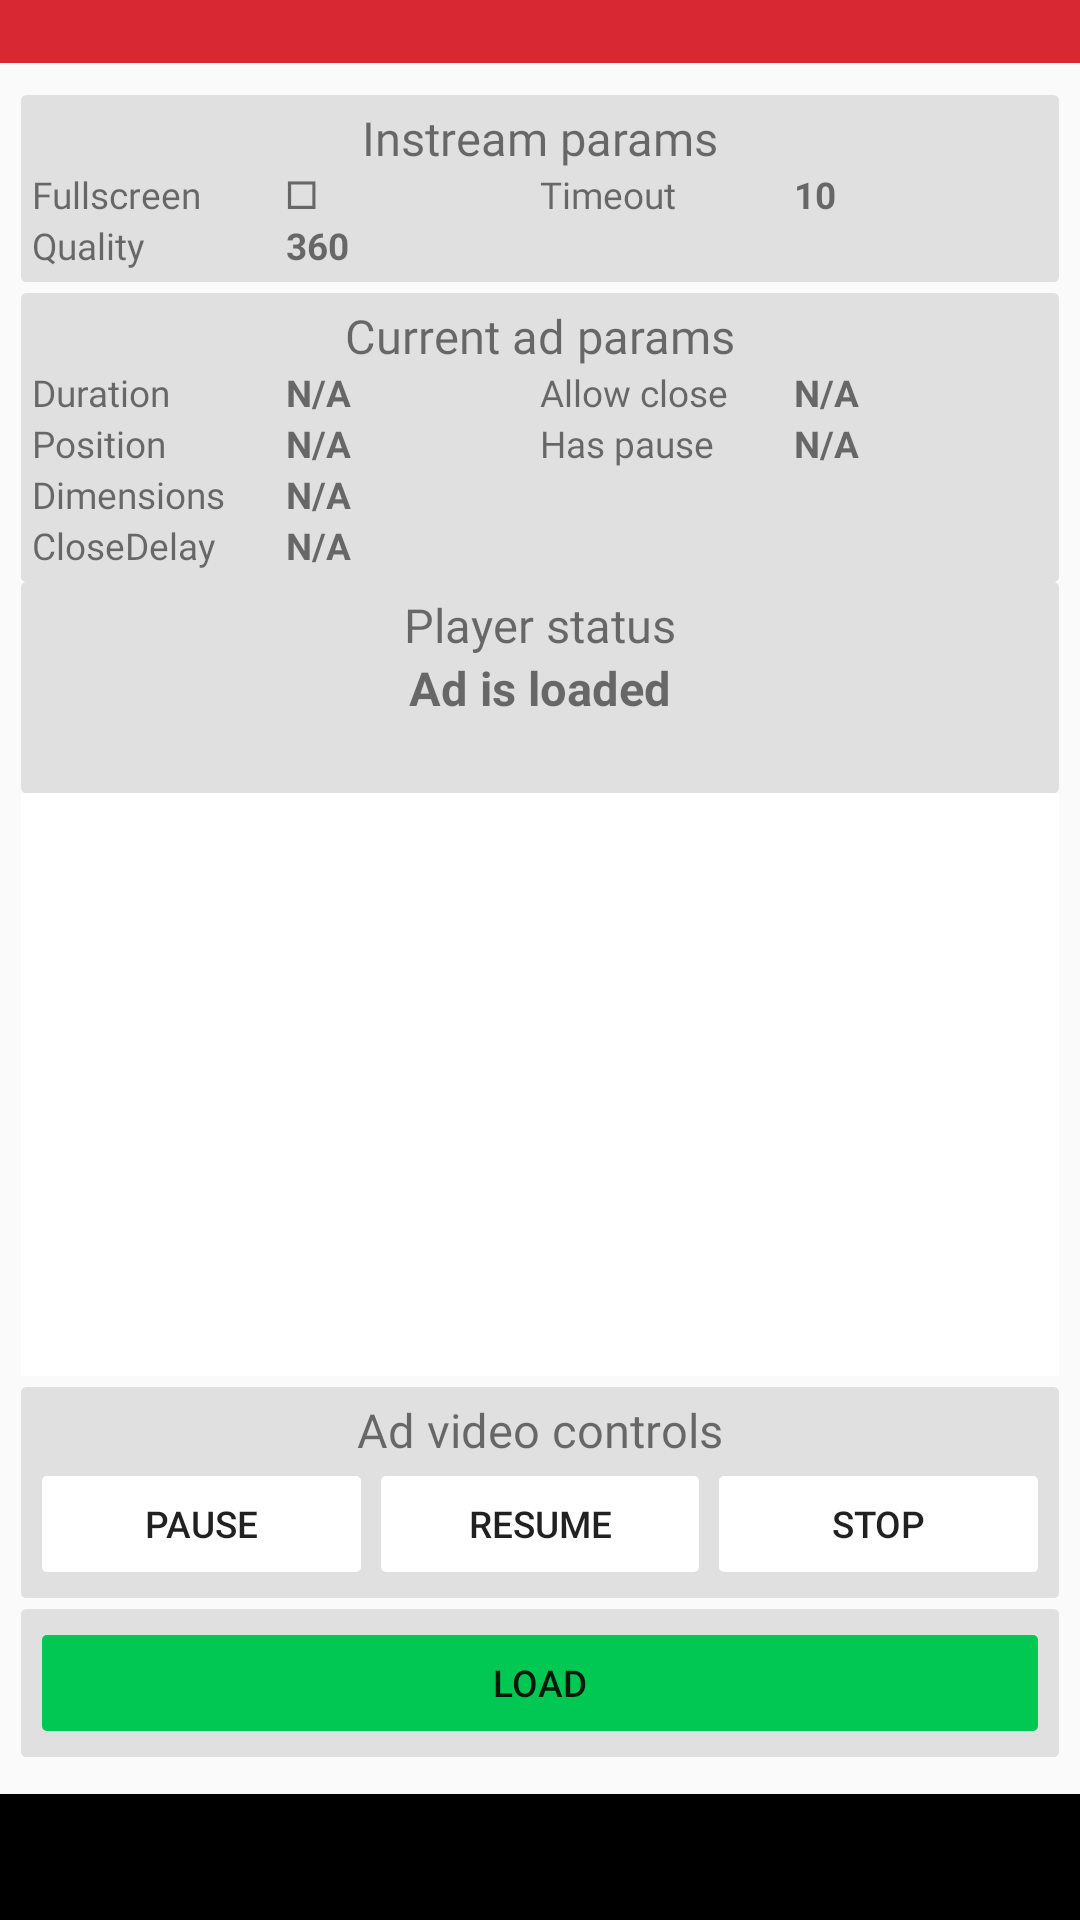 Instream params
Fullscreen Timeout 10
Quality 360
Current ad params
Duration N/A Allow close N/A
Position N/A Has pause N/A
Dimensions N/A
CloseDelay N/A
Player status
Ad is loaded
Ad video controls
PAUSE RESUME STOP
LOAD